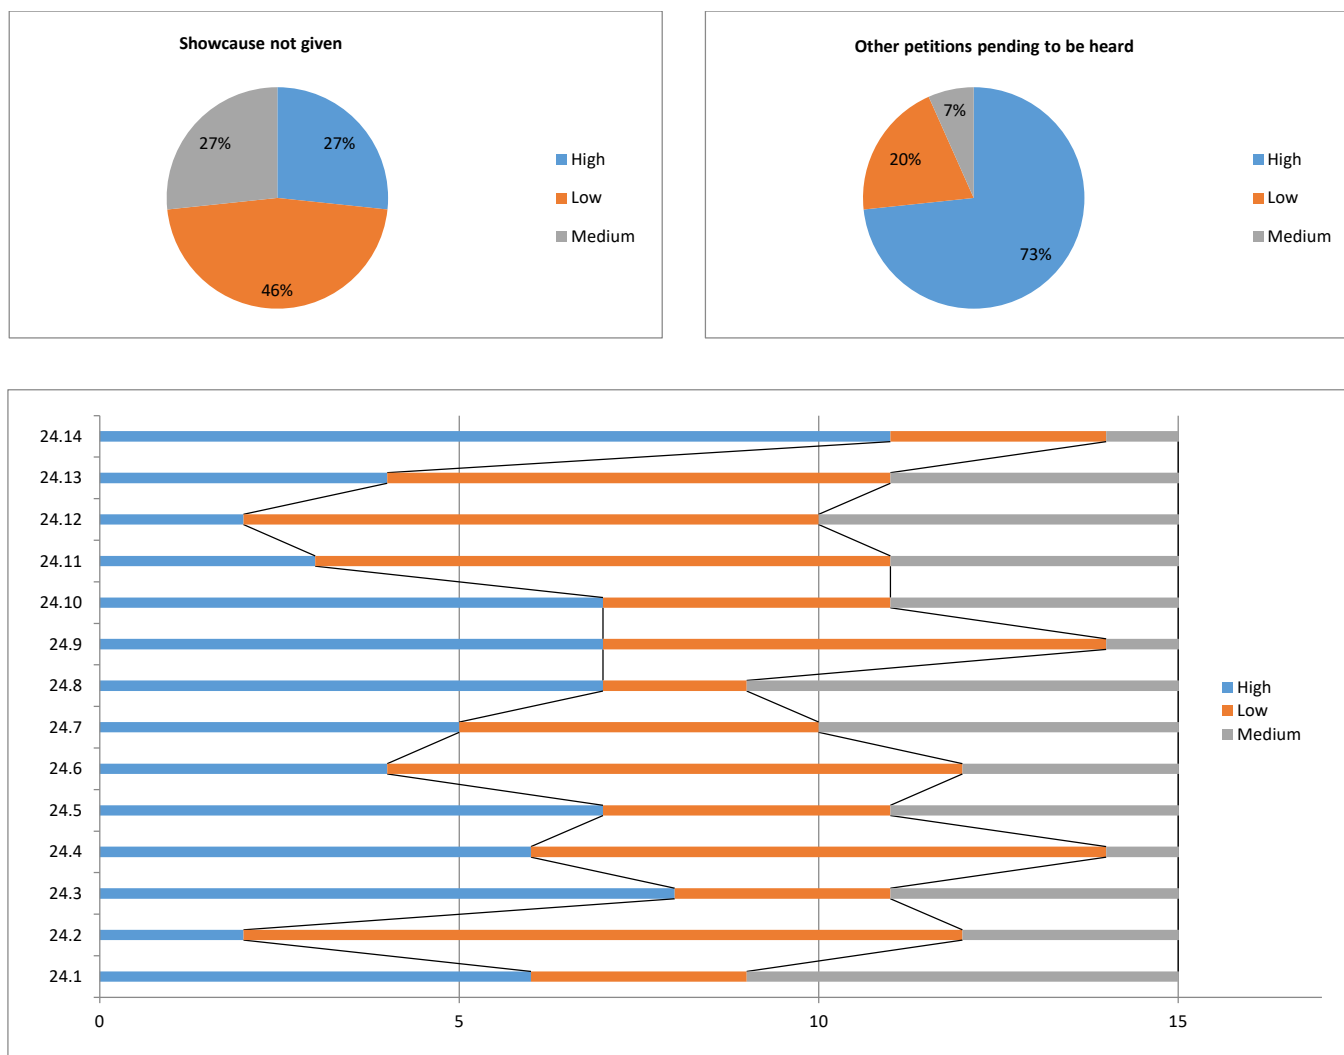 Showcause not given
27%
27%
46%
High
Low
Medium
Other petitions pending to be heard
7%
20%
73%
High
Low
Medium
24.14
24.13
24.12
24.11
24.10
24.9
24.8
24.7
24.6
24.5
24.4
24.3
24.2
24.1
0
5
10
15
High
Low
Medium